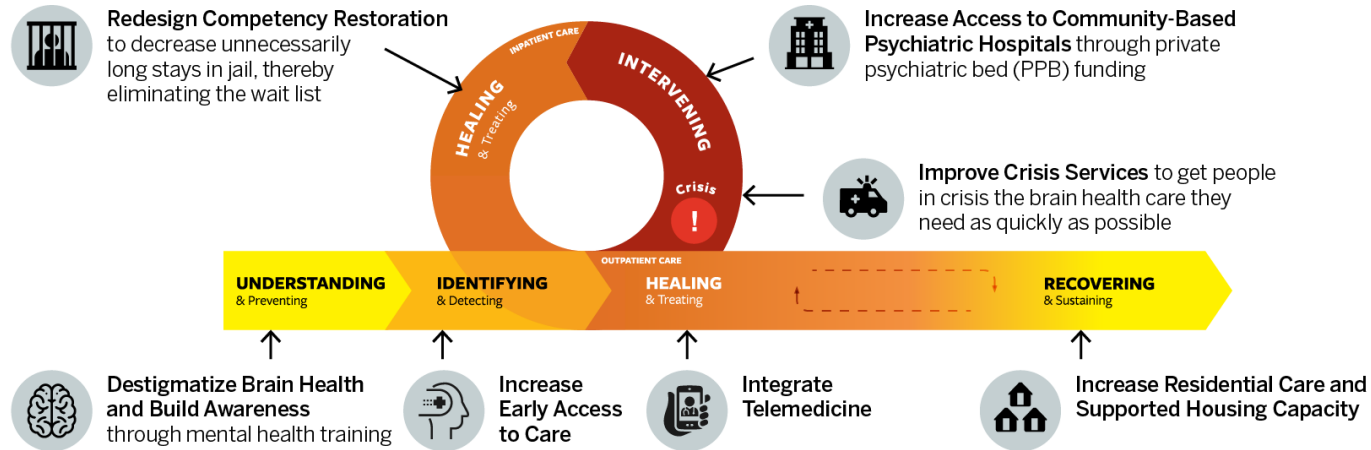 Redesign Competency Restoration
to decrease unnecessarily
long stays in jail, thereby
eliminating the wait list
INPATIENT CARE
HEALING
& Treating
INTERVENING
Crisis
!
Increase Access to Community-Based
Psychiatric Hospitals through private
psychiatric bed (PPB) funding
Improve Crisis Services to get people
in crisis the brain health care they
need as quickly as possible
UNDERSTANDING
& Preventing
IDENTIFYING
& Detecting
OUTPATIENT CARE
HEALING
& Treating
RECOVERING
& Sustaining
Destigmatize Brain Health
and Build Awareness
through mental health training
Increase
Early Access
to Care
Integrate
Telemedicine
Increase Residential Care and
Supported Housing Capacity